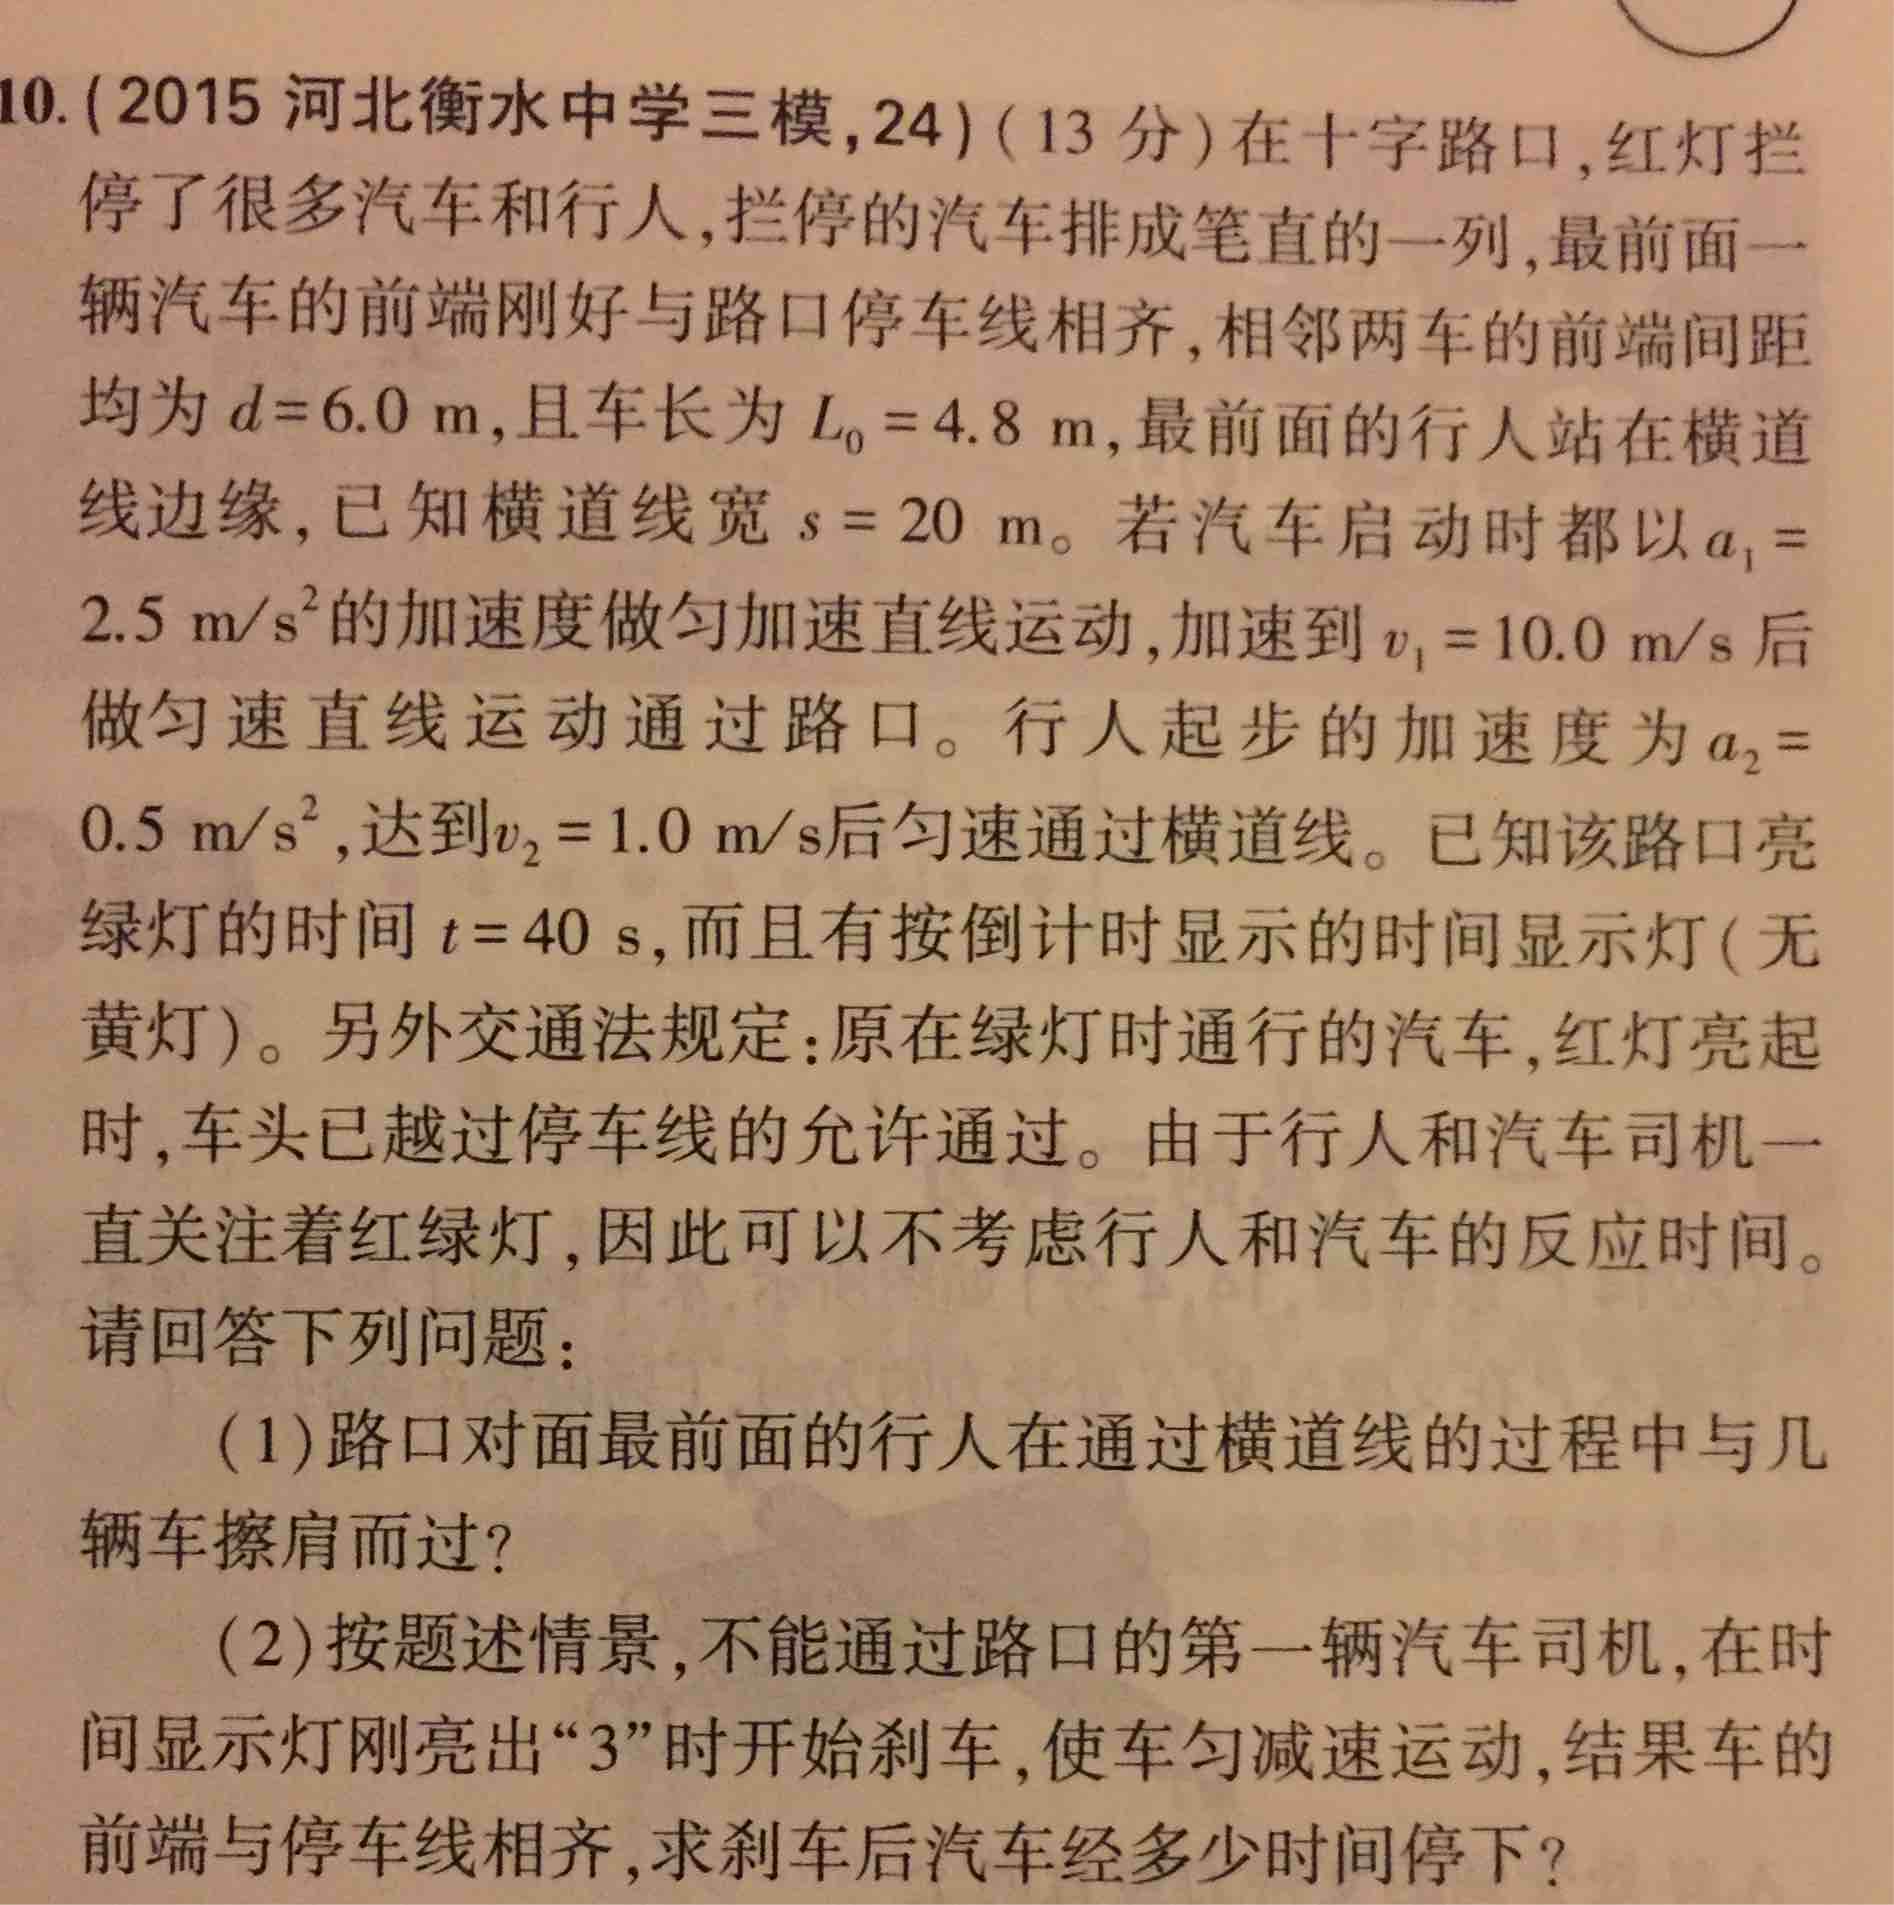 10.(2015 河北衡水中学三模,24)(13 分)在十字路口,红灯拦
停了很多汽车和行人,拦停的汽车排成笔直的一列,最前面一
辆汽车的前端刚好与路口停车线相齐,相邻两车的前端间距
均为 d=6.0 m,且车长为 L₀=4.8 m,最前面的行人站在横道
线边缘,已知横道线宽 s=20 m。若汽车启动时都以 a₁=
2.5 m/s²的加速度做匀加速直线运动,加速到 v₁=10.0 m/s 后
做匀速直线运动通过路口。行人起步的加速度为 a₂=
0.5 m/s²,达到v₂=1.0 m/s后匀速通过横道线。已知该路口亮
绿灯的时间 t=40 s,而且有按倒计时显示的时间显示灯(无
黄灯)。另外交通法规定:原在绿灯时通行的汽车,红灯亮起
时,车头已越过停车线的允许通过。由于行人和汽车司机一
直关注着红绿灯,因此可以不考虑行人和汽车的反应时间。
请回答下列问题:
(1)路口对面最前面的行人在通过横道线的过程中与几
辆车擦肩而过?
(2)按题述情景,不能通过路口的第一辆汽车司机,在时
间显示灯刚亮出“3”时开始刹车,使车匀减速运动,结果车的
前端与停车线相齐,求刹车后汽车经多少时间停下?